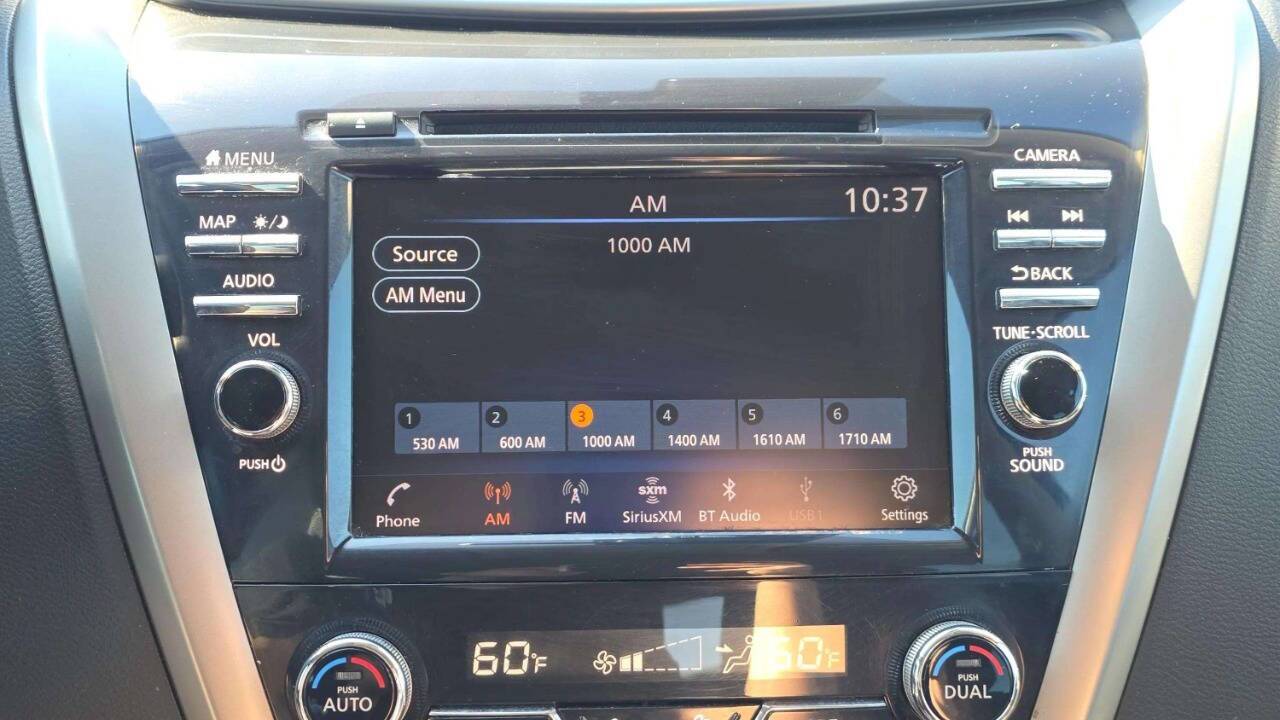 MENU
CAMERA
MAP
AUDIO
VOL
PUSH
AM
10:37
1000 AM
Source
AM Menu
1
530 AM
2
600 AM
3
1000 AM
4
1400 AM
5
1610 AM
6
1710 AM
Phone
AM
FM
sxm
SiriusXM
BT Audio
USB1
Settings
BACK
TUNE·SCROLL
PUSH
SOUND
60°F
60°F
PUSH
AUTO
PUSH
DUAL